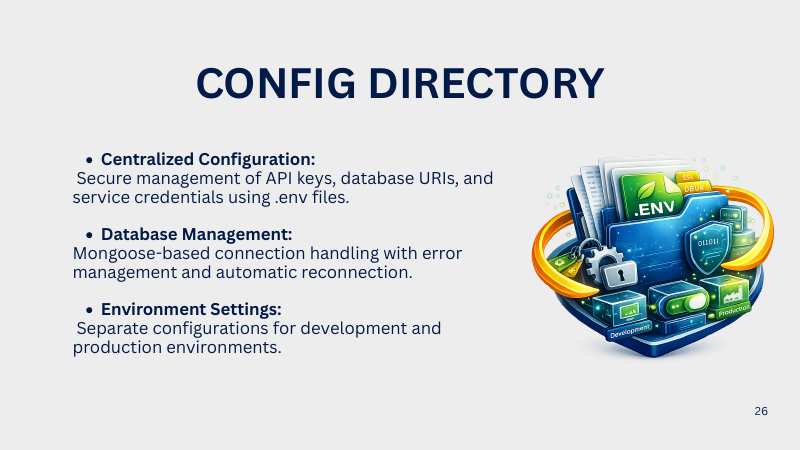 CONFIG DIRECTORY
• Centralized Configuration:
Secure management of API keys, database URIs, and
service credentials using .env files.
• Database Management:
Mongoose-based connection handling with error
management and automatic reconnection.
• Environment Settings:
Separate configurations for development and
production environments.
.ENV
011011
Development
Production
26